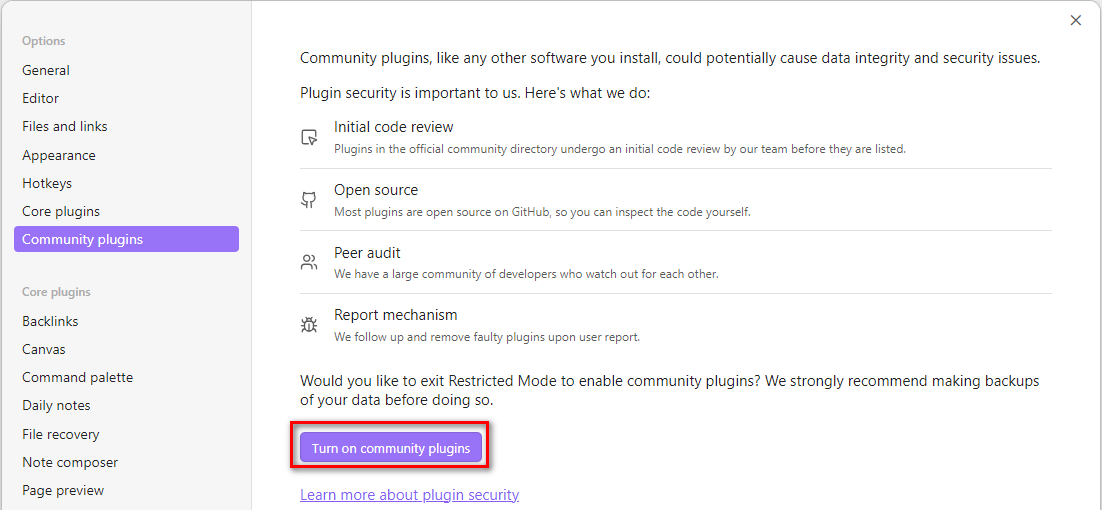 Options
General
Editor
Files and links
Appearance
Hotkeys
Core plugins
Community plugins
Core plugins
Backlinks
Canvas
Command palette
Daily notes
File recovery
Note composer
Page preview
Community plugins, like any other software you install, could potentially cause data integrity and security issues.
Plugin security is important to us. Here's what we do:
Initial code review
Plugins in the official community directory undergo an initial code review by our team before they are listed.
Open source
Most plugins are open source on GitHub, so you can inspect the code yourself.
Peer audit
We have a large community of developers who watch out for each other.
Report mechanism
We follow up and remove faulty plugins upon user report.
Would you like to exit Restricted Mode to enable community plugins? We strongly recommend making backups
of your data before doing so.
Turn on community plugins
Learn more about plugin security